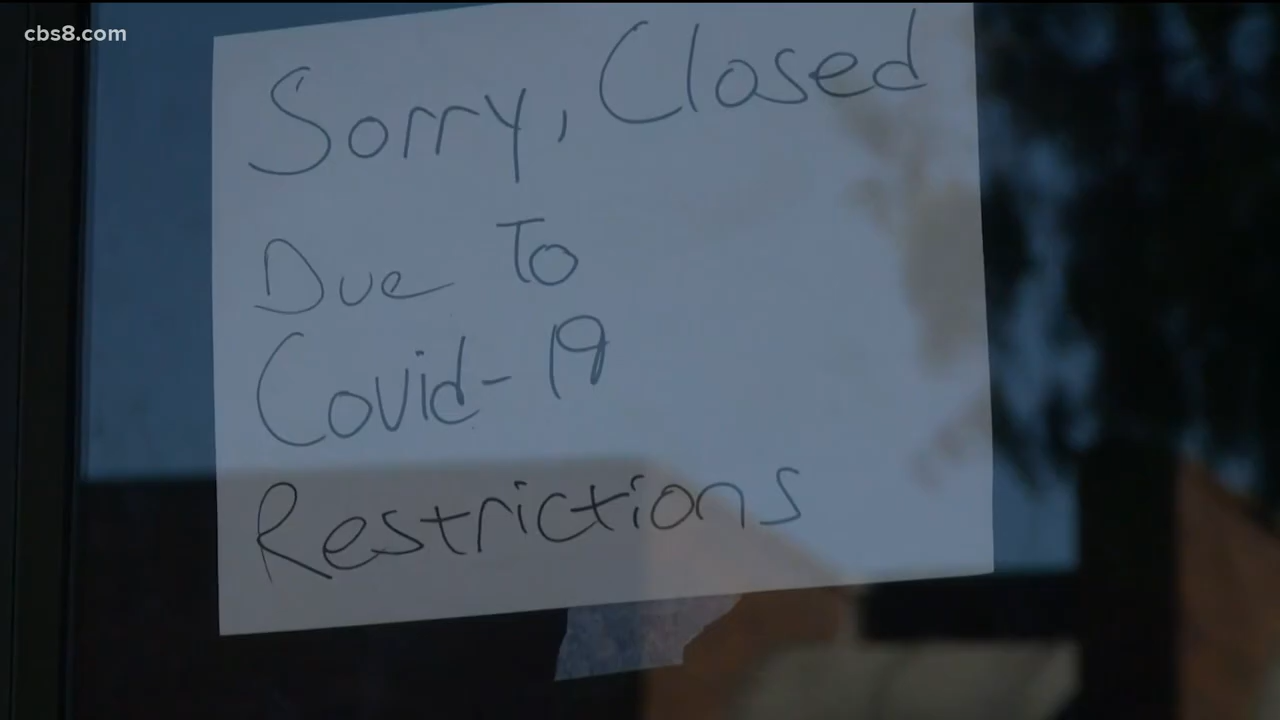 cbs8.com
Sorry, Closed
Due To
Covid-19
Restrictions